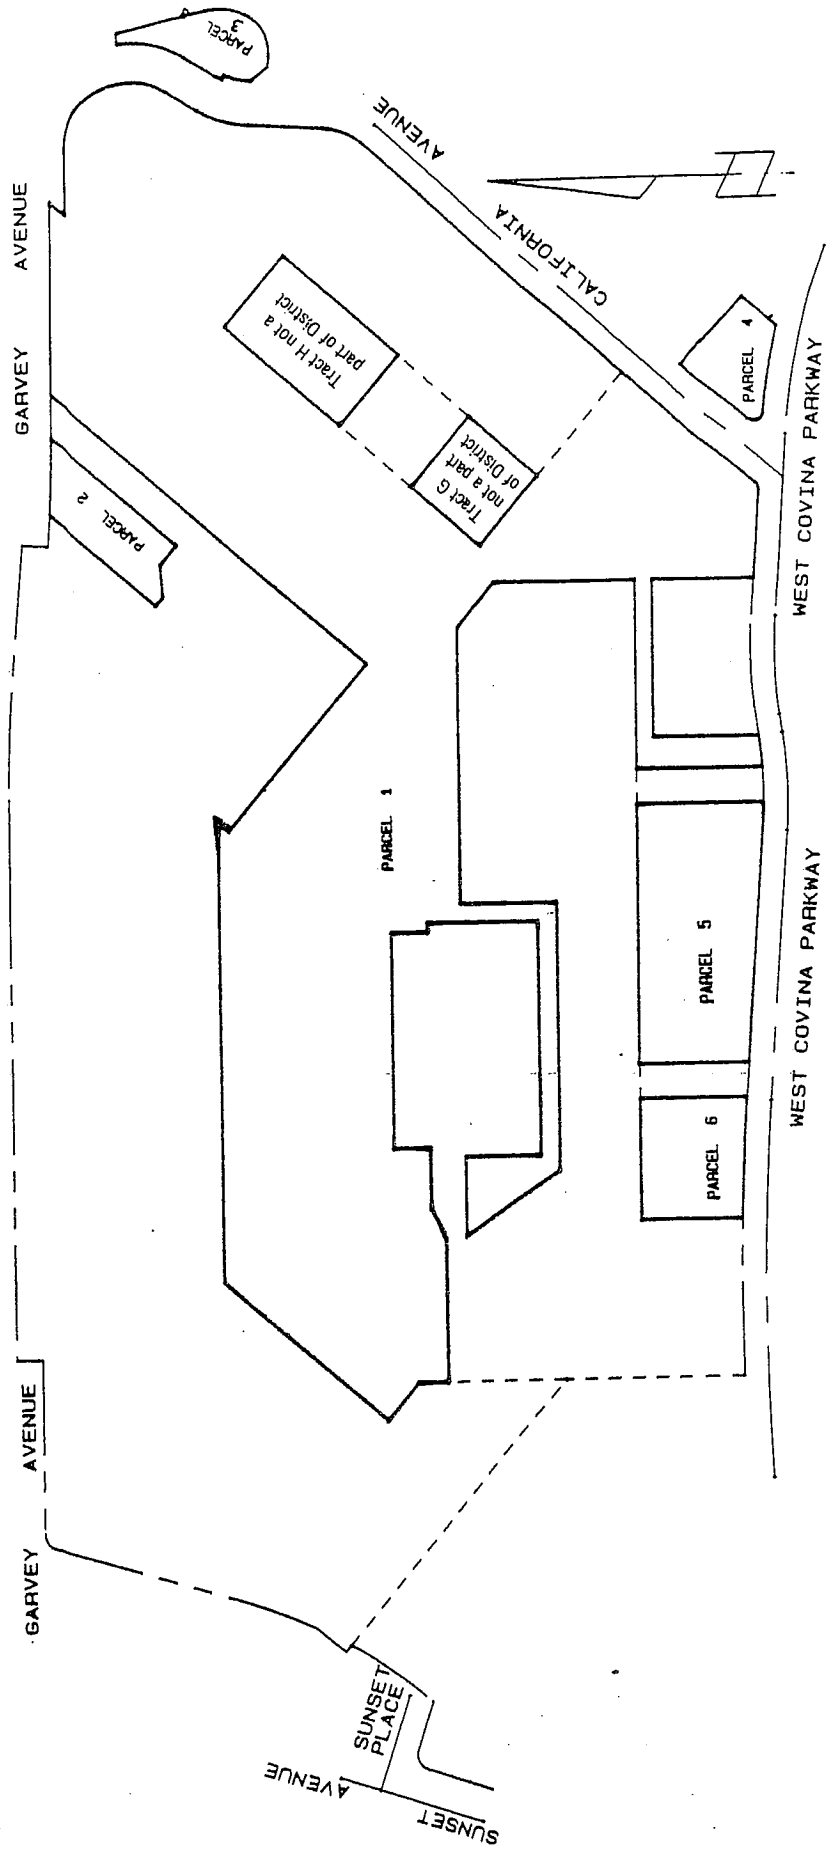 GARVEY AVENUE
GARVEY AVENUE
PARCEL 3
PARCEL 2
Tract H not a
part of District
Tract G
not a part
of District
CALIFORNIA AVENUE
PARCEL 4
PARCEL 1
PARCEL 5
PARCEL 6
WEST COVINA PARKWAY
WEST COVINA PARKWAY
SUNSET
PLACE
SUNSET AVENUE